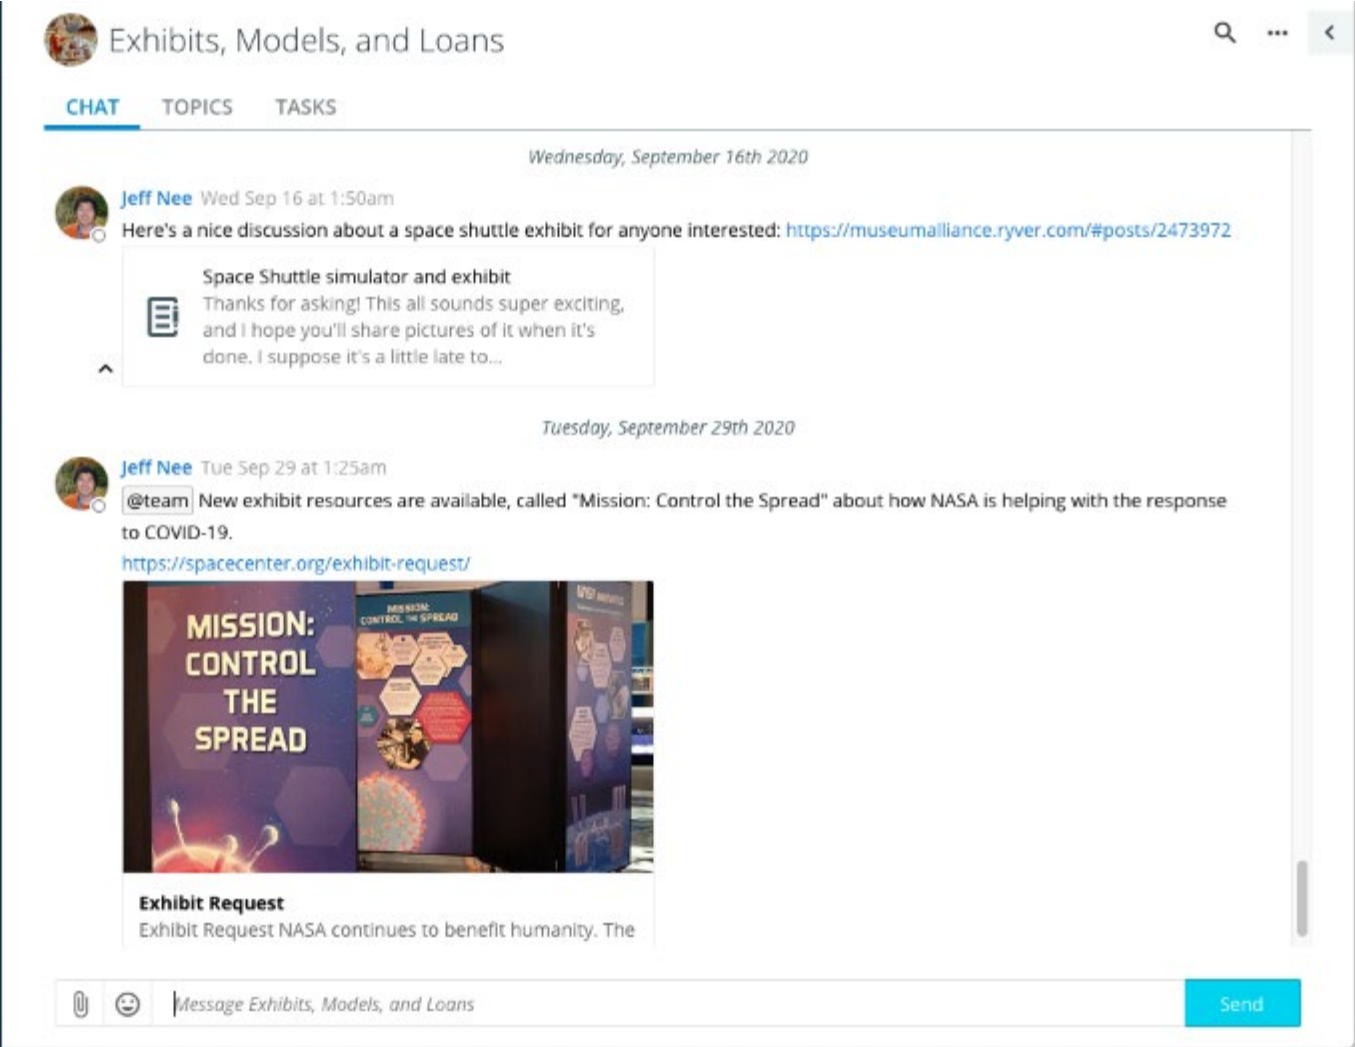 Exhibits, Models, and Loans
CHAT TOPICS TASKS
Wednesday, September 16th 2020
Jeff Nee Wed Sep 16 at 1:50am
Here's a nice discussion about a space shuttle exhibit for anyone interested: https://museumalliance.ryver.com/#posts/2473972
Space Shuttle simulator and exhibit
Thanks for asking! This all sounds super exciting,
and I hope you'll share pictures of it when it's
done. I suppose it's a little late to...
Tuesday, September 29th 2020
Jeff Nee Tue Sep 29 at 1:25am
@team New exhibit resources are available, called "Mission: Control the Spread" about how NASA is helping with the response
to COVID-19.
https://spacecenter.org/exhibit-request/
MISSION:
CONTROL
THE
SPREAD
MISSION:
CONTROL THE SPREAD
Exhibit Request
Exhibit Request NASA continues to benefit humanity. The
Message Exhibits, Models, and Loans
Send